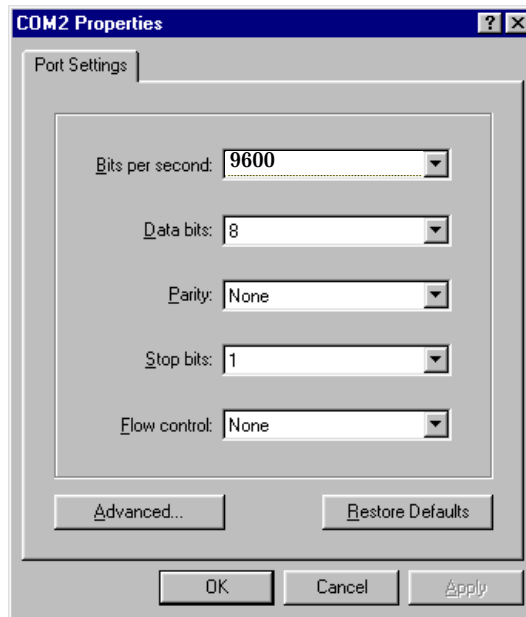 COM2 Properties
Port Settings
Bits per second: 9600
Data bits: 8
Parity: None
Stop bits: 1
Flow control: None
Advanced... Restore Defaults
OK Cancel Apply